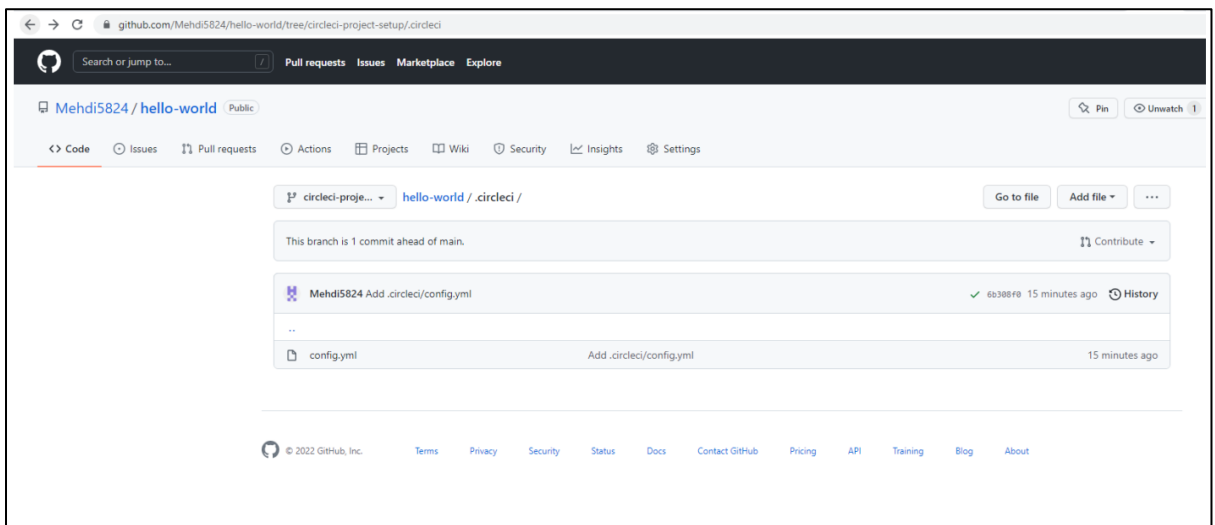 github.com/Mehdi5824/hello-world/tree/circleci-project-setup/.circleci
Search or jump to... / Pull requests Issues Marketplace Explore
Mehdi5824 / hello-world Public Pin Unwatch 1
<> Code Issues Pull requests Actions Projects Wiki Security Insights Settings
circleci-proje... hello-world / .circleci / Go to file Add file ...
This branch is 1 commit ahead of main. Contribute
Mehdi5824 Add .circleci/config.yml 6b308f0 15 minutes ago History
..
config.yml Add .circleci/config.yml 15 minutes ago
© 2022 GitHub, Inc. Terms Privacy Security Status Docs Contact GitHub Pricing API Training Blog About